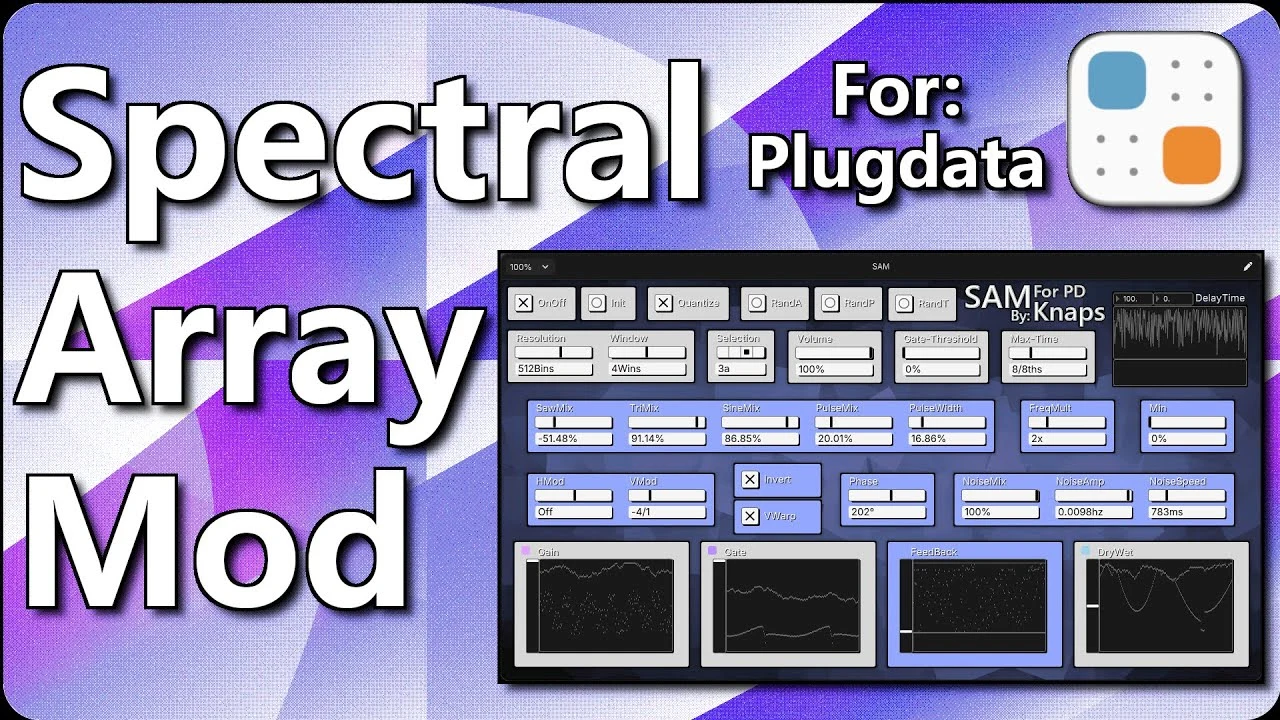 Spectral
Array
Mod
For:
Plugdata
100%
SAM
OnOff
Init
Quantize
RandA
RandP
RandT
SAM For PD
By: Knaps
100.
0.
DelayTime
Resolution
512Bins
Window
4Wins
Selection
3a
Volume
100%
Gate-Threshold
0%
Max-Time
8/8ths
SawMix
-51.48%
TriMix
91.14%
SineMix
86.85%
PulseMix
20.01%
PulseWidth
16.86%
FreqMult
2x
Min
0%
HMod
Off
VMod
-4/1
Invert
VWarp
Phase
202°
NoiseMix
100%
NoiseAmp
0.0098hz
NoiseSpeed
783ms
Gain
Gate
FeedBack
DryWet